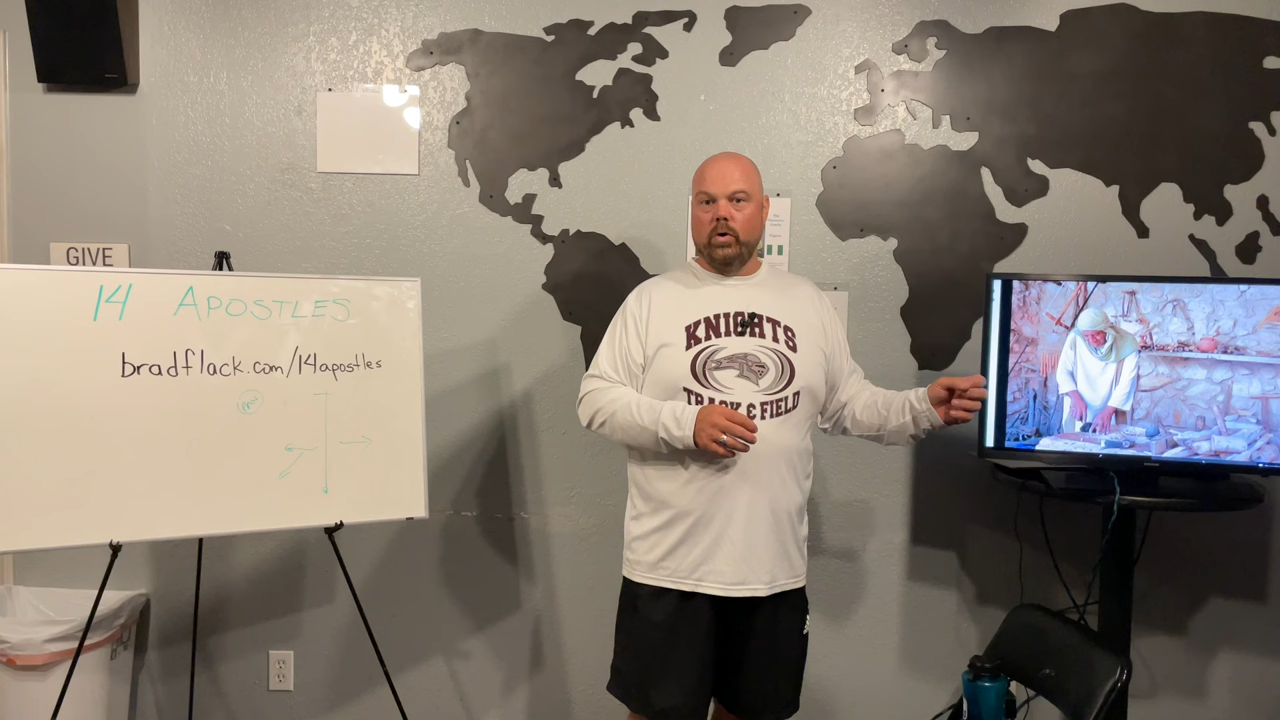 GIVE
14 APOSTLES
bradflack.com/14apostles
KNIGHTS
TRACK & FIELD